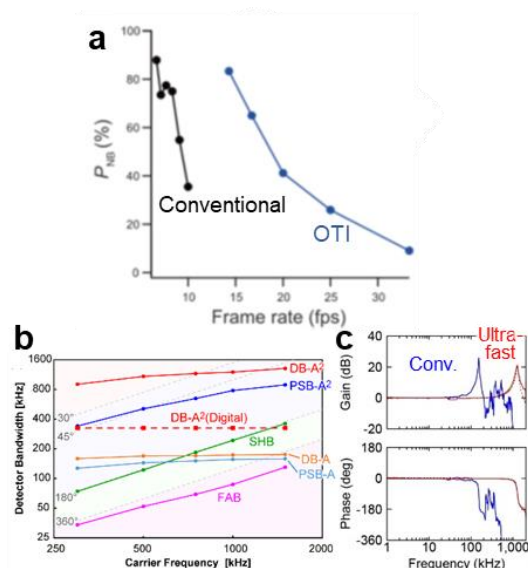 a
100
80
60
40
20
0
P_NB (%)
Conventional
OTI
10 15 20 25 30
Frame rate (fps)
b
1600
800
400
200
100
50
25
Detector Bandwidth [kHz]
30°
45°
180°
360°
DB-A²
PSB-A²
DB-A²(Digital)
SHB
DB-A
PSB-A
FAB
250 500 1000 2000
Carrier Frequency [kHz]
c
Ultra-
fast
Conv.
40
20
0
-20
Gain (dB)
0
-180
-360
Phase (deg)
1 10 100 1,000
Frequency (kHz)